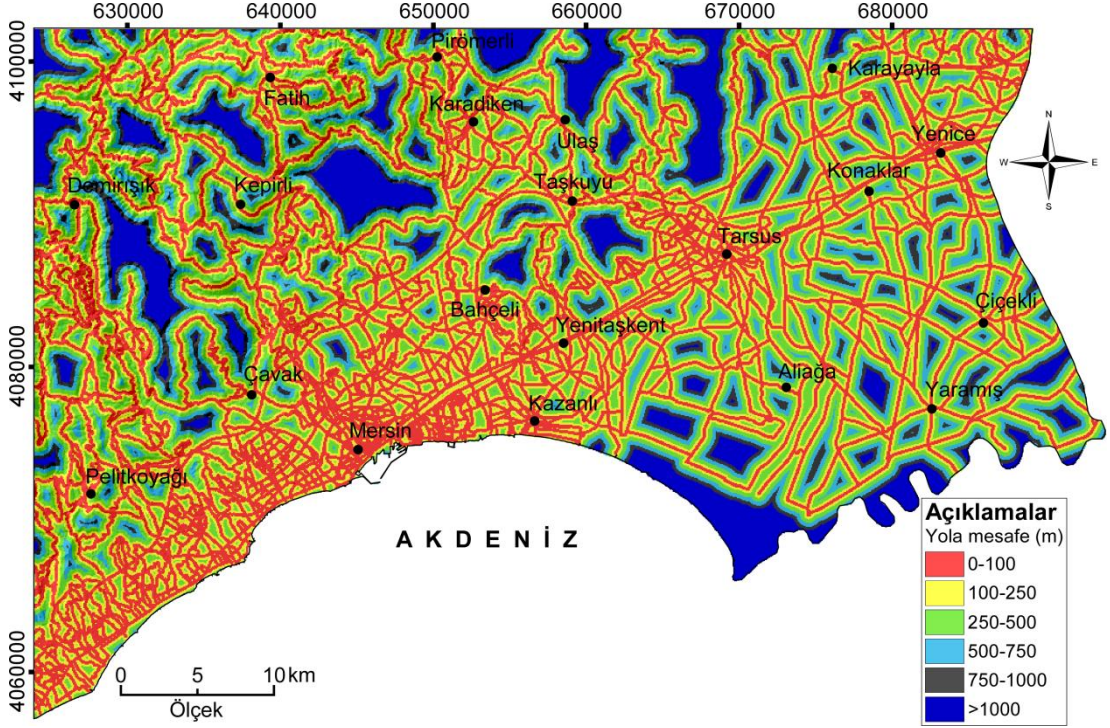 630000 640000 650000 660000 670000 680000
4100000
4080000
4060000
Pirömerli
Karayayla
Fatih
Karadiken
Ulaş
Yenice
N
W E
S
Demirışık
Kepirli
Taşkuyu
Konaklar
Tarsus
Bahçeli
Çiçekli
Yenitaşkent
Çavak
Aliağa
Yaramış
Kazanlı
Mersin
Pelitkoyağı
AKDENİZ
Açıklamalar
Yola mesafe (m)
0-100
100-250
250-500
500-750
750-1000
>1000
0 5 10 km
Ölçek